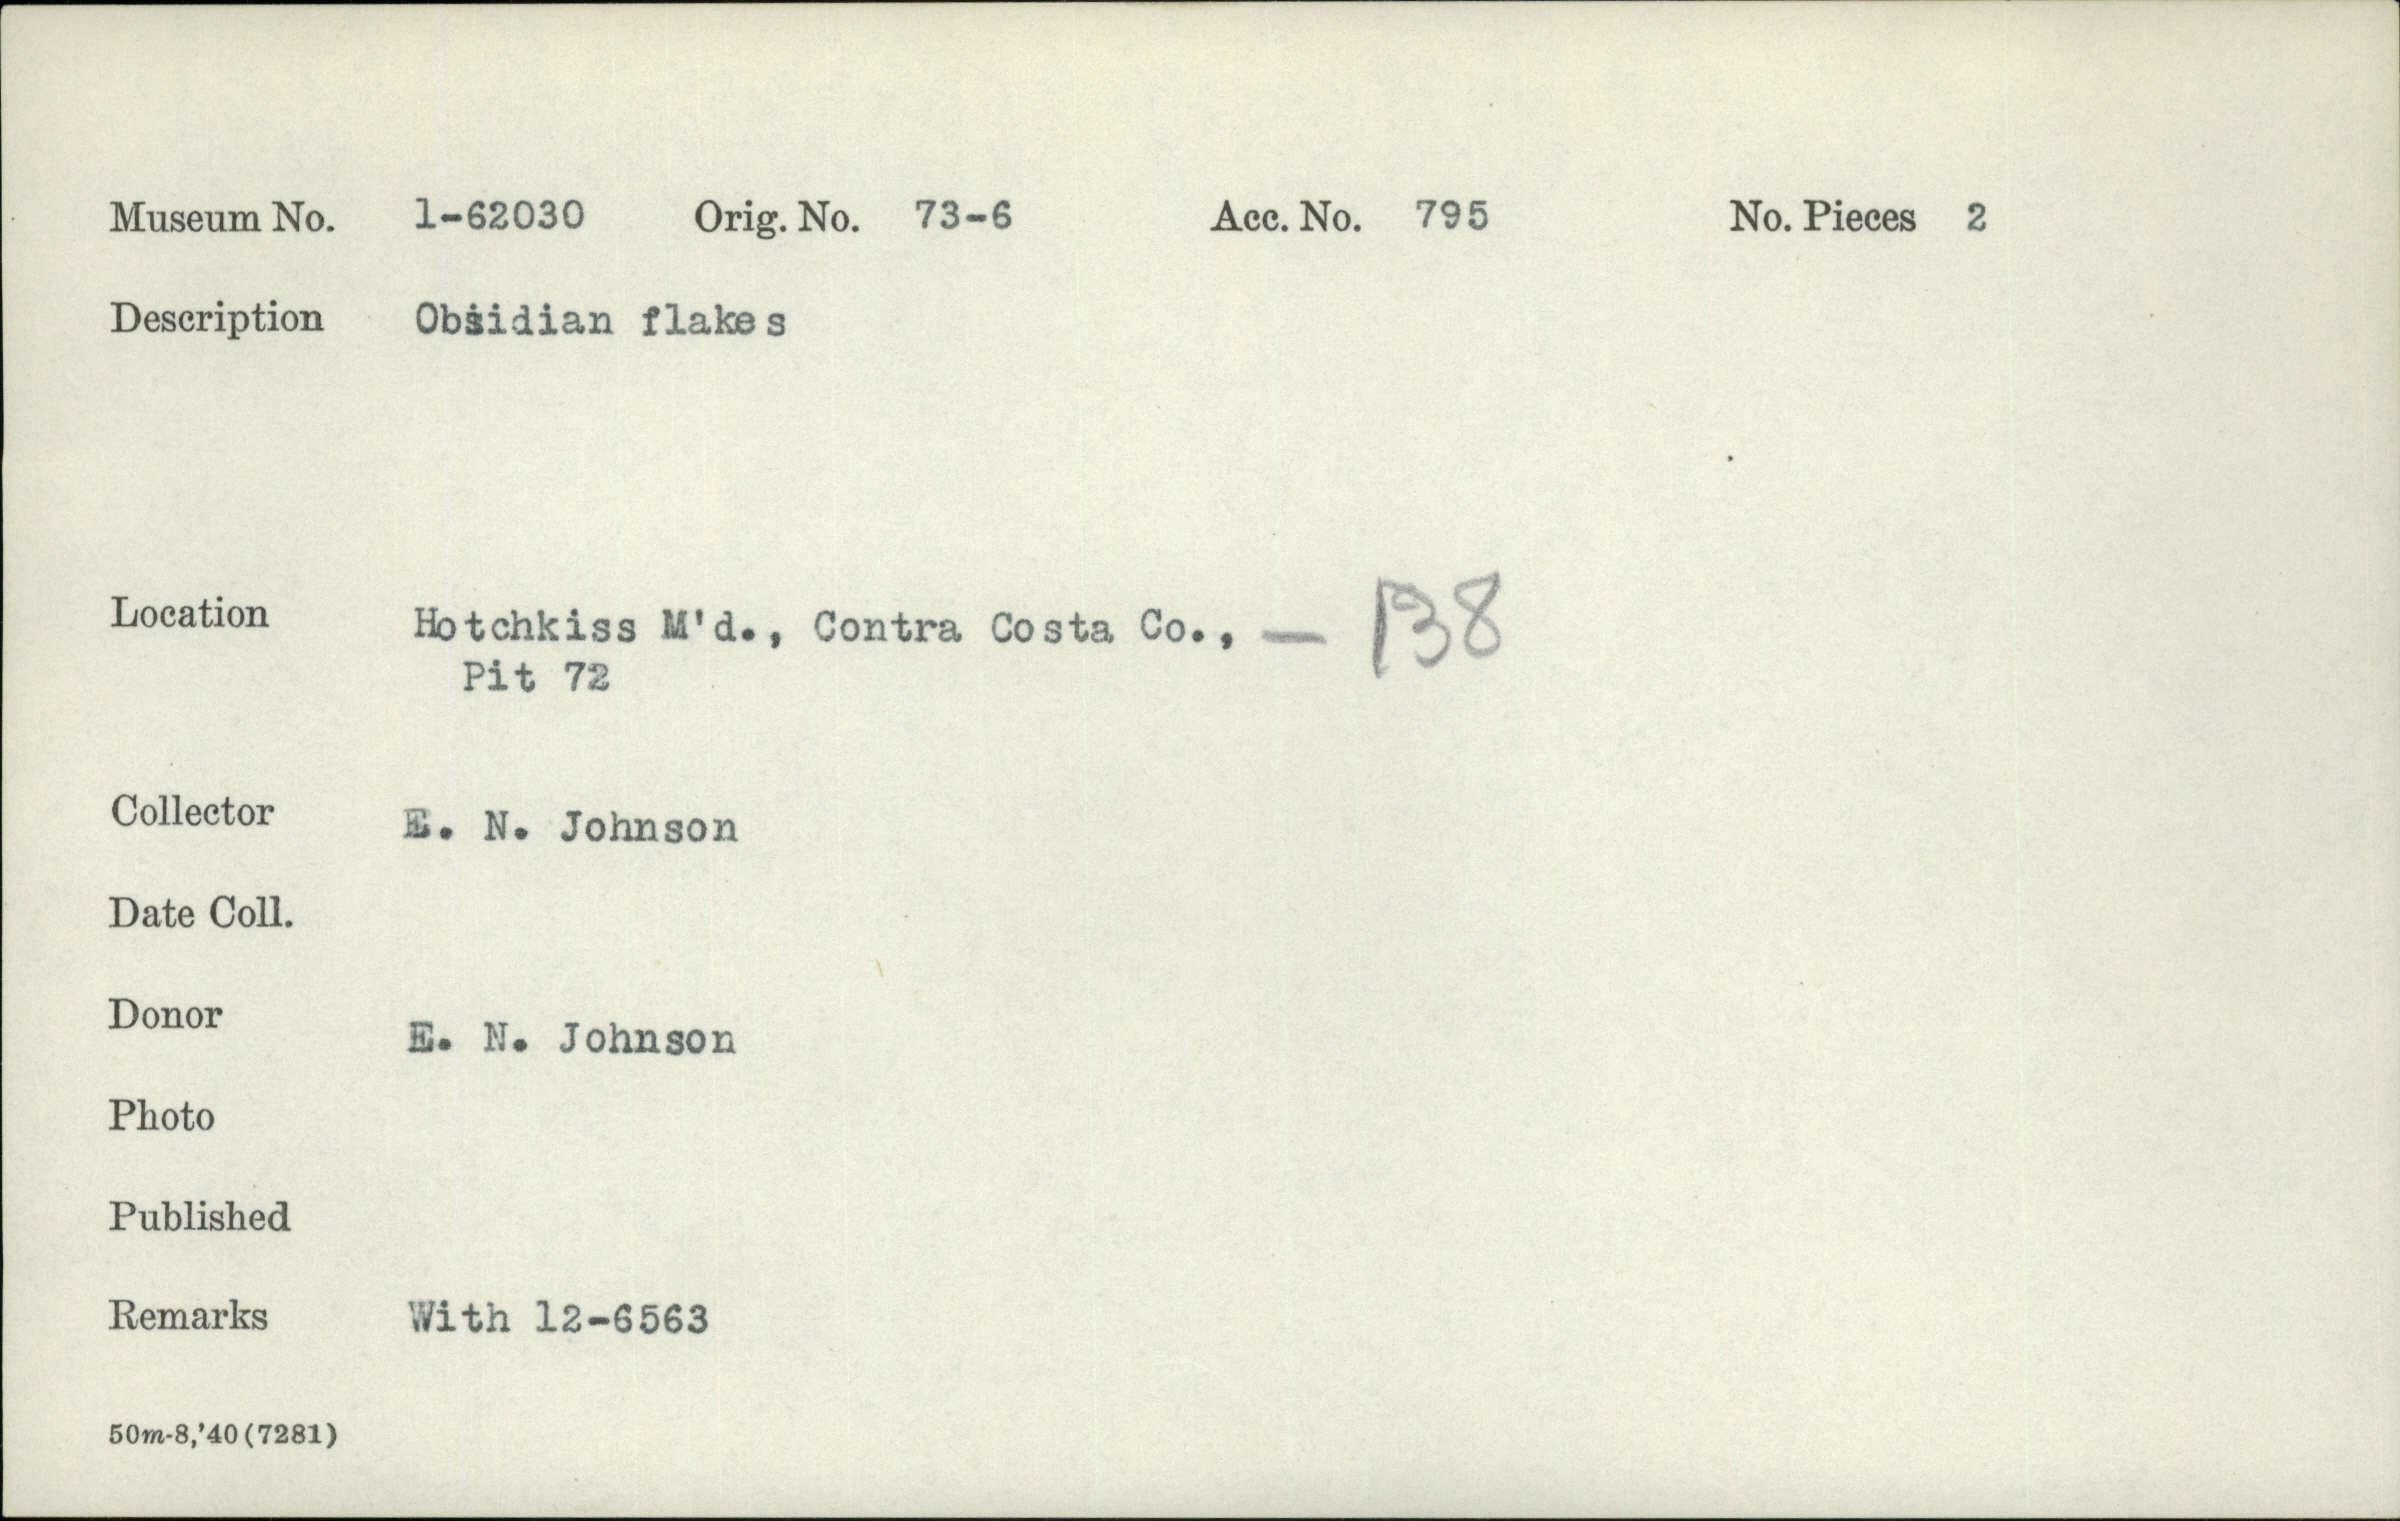 Museum No. 1-62030 Orig. No. 73-6 Acc. No. 795 No. Pieces 2
Description Obsidian flakes
Location Hotchkiss M'd., Contra Costa Co., — 138
Pit 72
Collector E. N. Johnson
Date Coll.
Donor E. N. Johnson
Photo
Published
Remarks With 12-6563
50m-8,'40(7281)